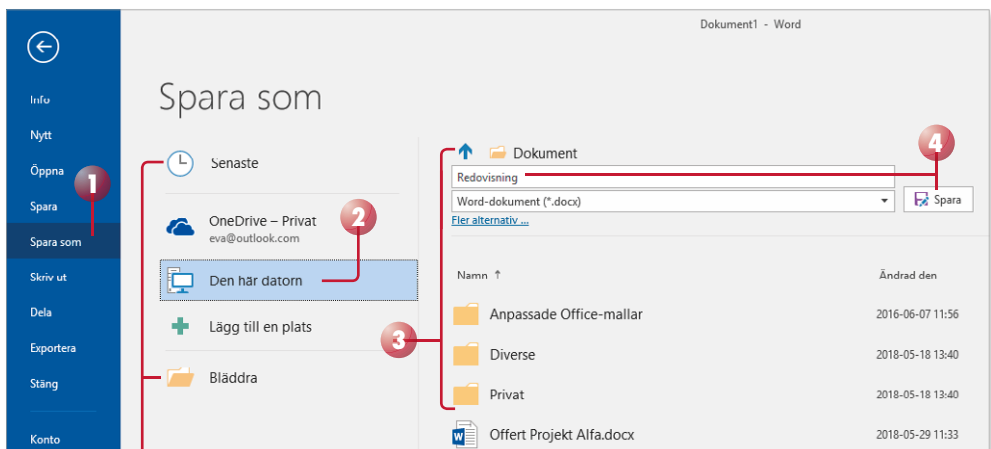 Dokument1 - Word
Info
Nytt
Öppna
Spara
Spara som
Skriv ut
Dela
Exportera
Stäng
Konto
1
Spara som
Senaste
OneDrive – Privat
eva@outlook.com
2
Den här datorn
Lägg till en plats
Bläddra
3
Dokument
4
Redovisning
Word-dokument (*.docx)
Spara
Fler alternativ ...
Namn ↑ Ändrad den
Anpassade Office-mallar 2016-06-07 11:56
Diverse 2018-05-18 13:40
Privat 2018-05-18 13:40
Offert Projekt Alfa.docx 2018-05-29 11:33